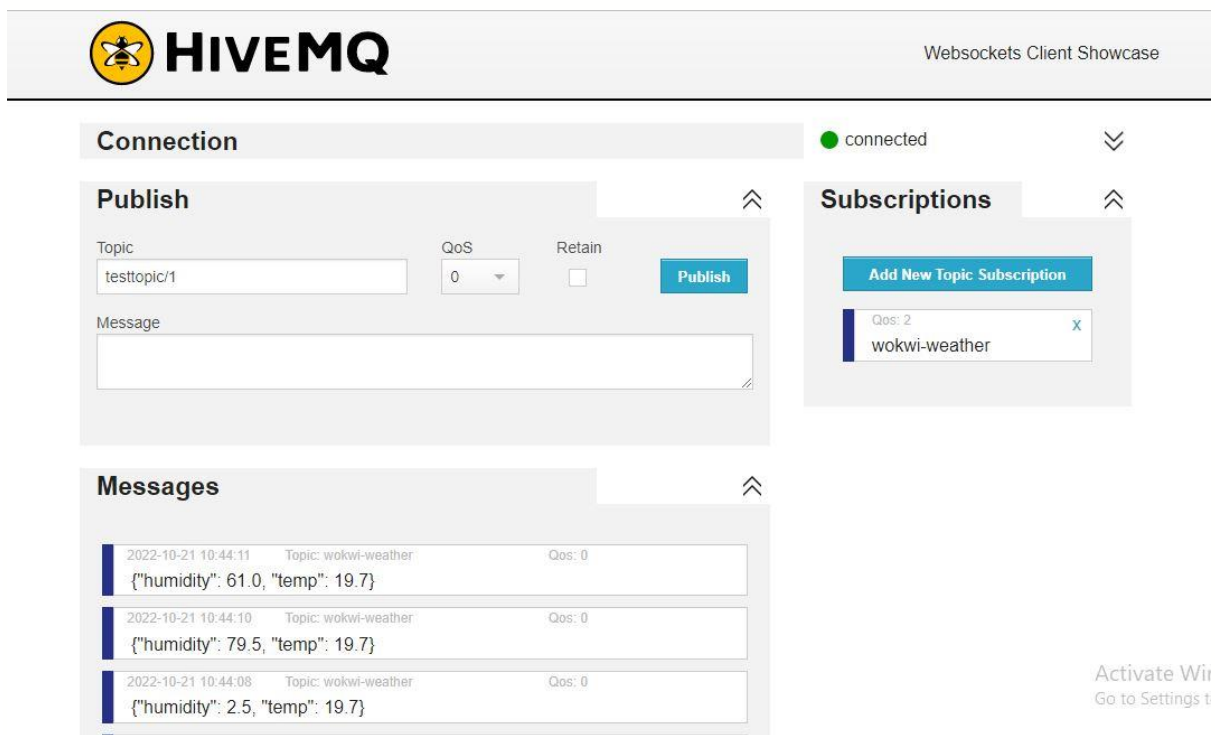 HIVEMQ
Websockets Client Showcase
Connection
connected
Publish
Topic
QoS
Retain
testtopic/1
0
Publish
Message
Subscriptions
Add New Topic Subscription
Qos: 2
x
wokwi-weather
Messages
2022-10-21 10:44:11 Topic: wokwi-weather Qos: 0
{"humidity": 61.0, "temp": 19.7}
2022-10-21 10:44:10 Topic: wokwi-weather Qos: 0
{"humidity": 79.5, "temp": 19.7}
2022-10-21 10:44:08 Topic: wokwi-weather Qos: 0
{"humidity": 2.5, "temp": 19.7}
Activate Win
Go to Settings t